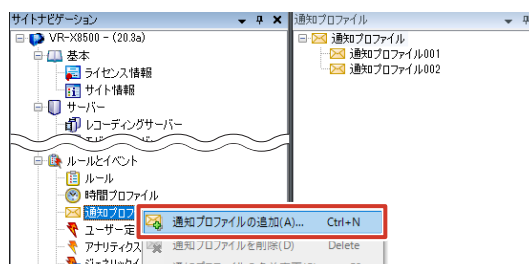 サイトナビゲーション
VR-X8500 - (20.3a)
基本
ライセンス情報
サイト情報
サーバー
レコーディングサーバー
ルールとイベント
ルール
時間プロファイル
通知プロフ
ユーザー定
アナリティクス
通知プロファイルの追加(A)... Ctrl+N
通知プロファイルを削除(D) Delete
通知プロファイル
通知プロファイル
通知プロファイル001
通知プロファイル002